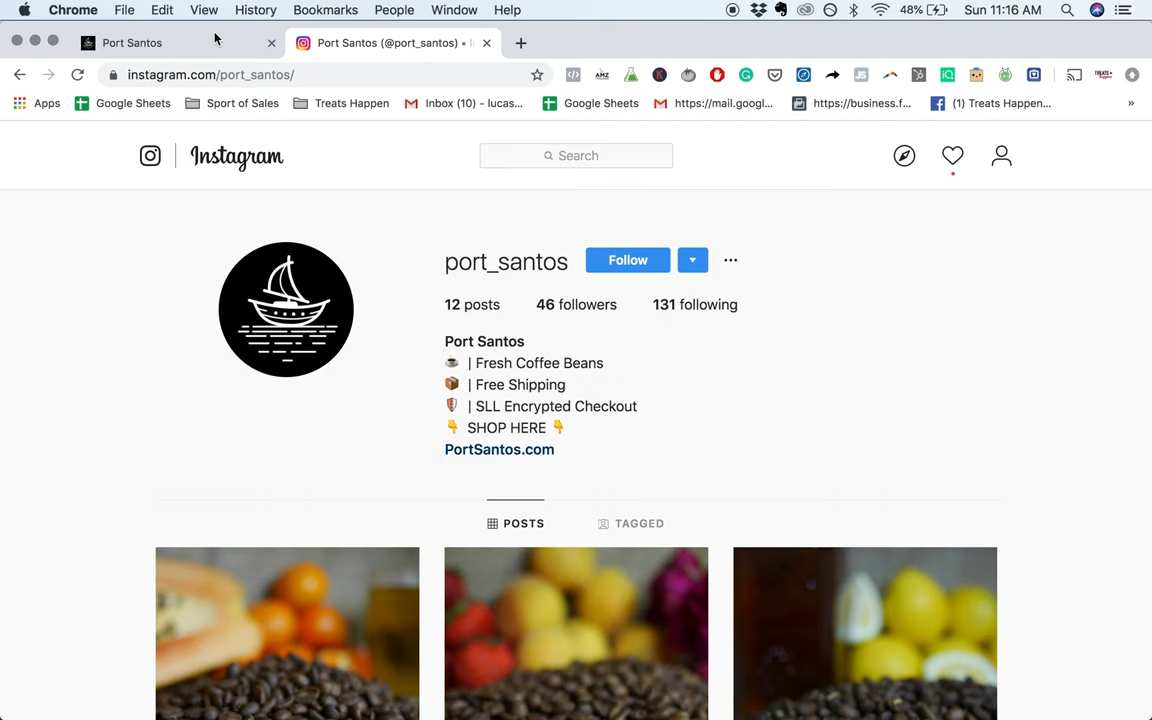 Chrome File Edit View History Bookmarks People Window Help 48% Sun 11:16 AM
Port Santos Port Santos (@port_santos) •
instagram.com/port_santos/
Apps Google Sheets Sport of Sales Treats Happen Inbox (10) - lucas... Google Sheets https://mail.googl... https://business.f... (1) Treats Happen... »
Instagram Search
port_santos Follow
12 posts 46 followers 131 following
Port Santos
| Fresh Coffee Beans
| Free Shipping
| SLL Encrypted Checkout
SHOP HERE
PortSantos.com
POSTS TAGGED